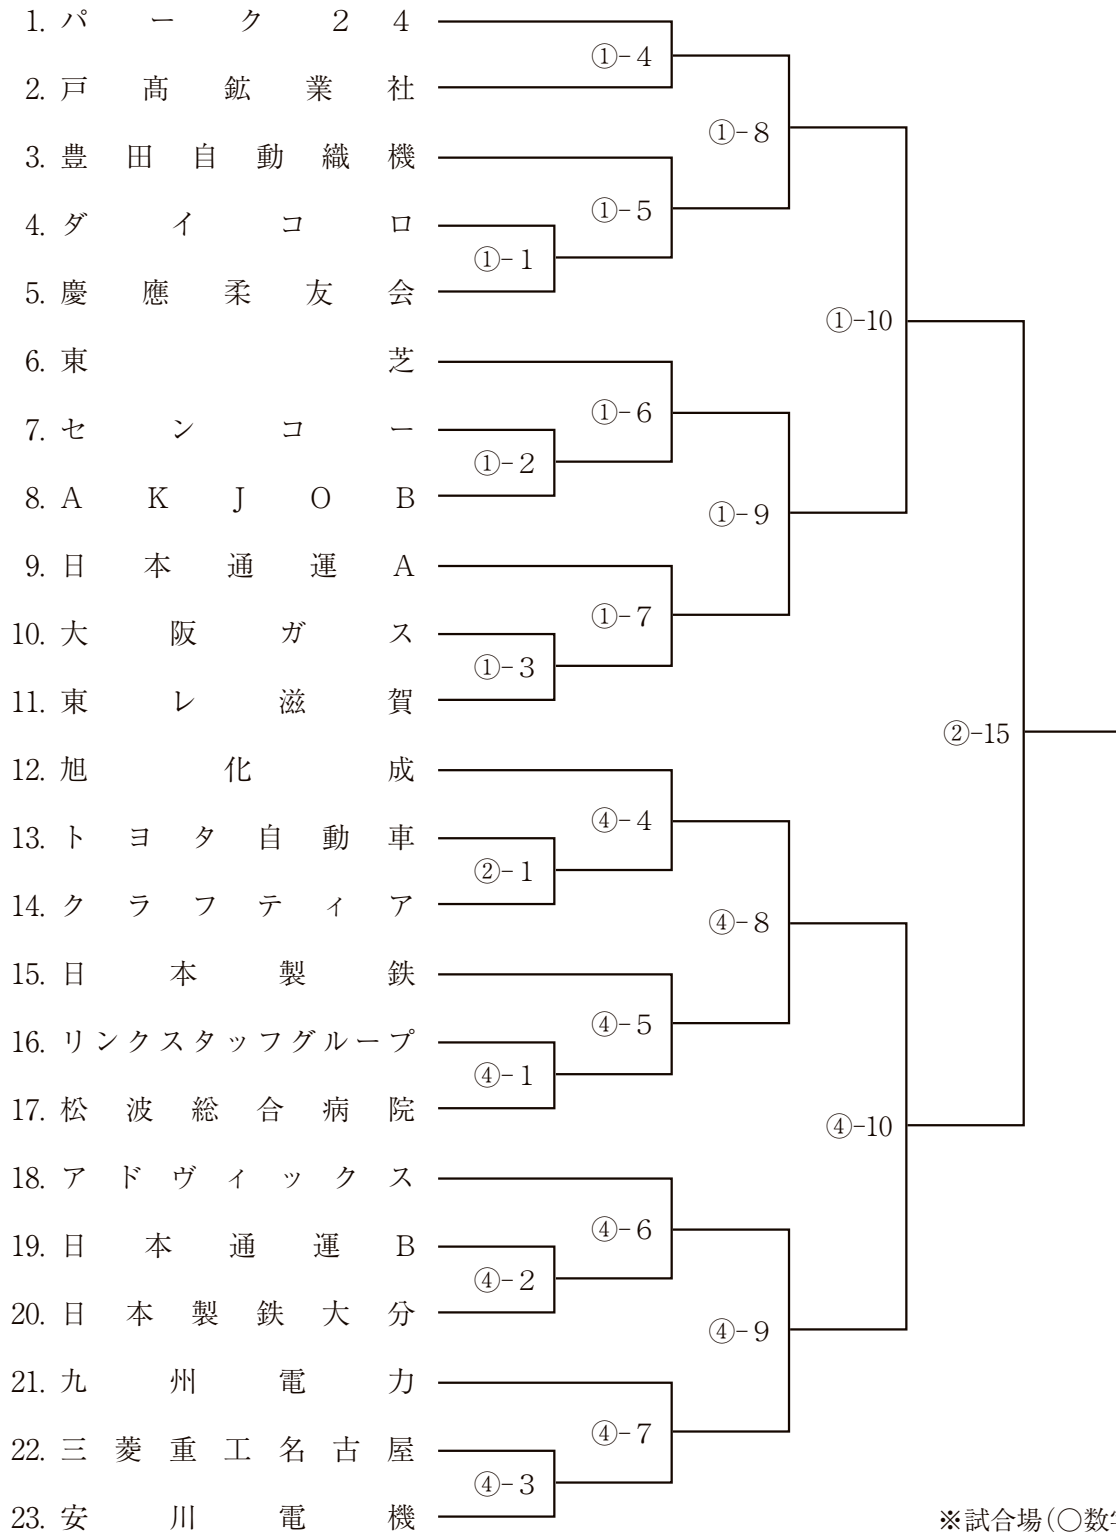 1. パーク２４
2. 戸髙鉱業社
3. 豊田自動織機
4. ダイコロ
5. 慶應柔友会
6. 東芝
7. センコー
8. AKJOB
9. 日本通運A
10. 大阪ガス
11. 東レ滋賀
12. 旭化成
13. トヨタ自動車
14. クラフティア
15. 日本製鉄
16. リンクスタッフグループ
17. 松波総合病院
18. アドヴィックス
19. 日本通運B
20. 日本製鉄大分
21. 九州電力
22. 三菱重工名古屋
23. 安川電機
①-4
①-8
①-5
①-1
①-10
①-6
①-2
①-9
①-7
①-3
②-15
④-4
②-1
④-8
④-5
④-1
④-10
④-6
④-2
④-9
④-7
④-3
※試合場(○数